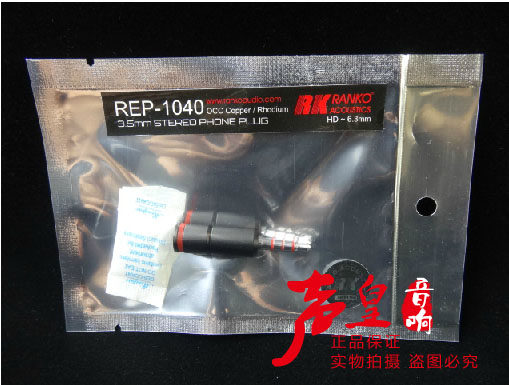 REP-1040 www.rankoaudio.com OCC Copper / Rhodium
3.5mm STEREO PHONE PLUG
RK RANKO ACOUSTICS
HD ~ 6.3mm
声皇音响
正品保证
实物拍摄 盗图必究